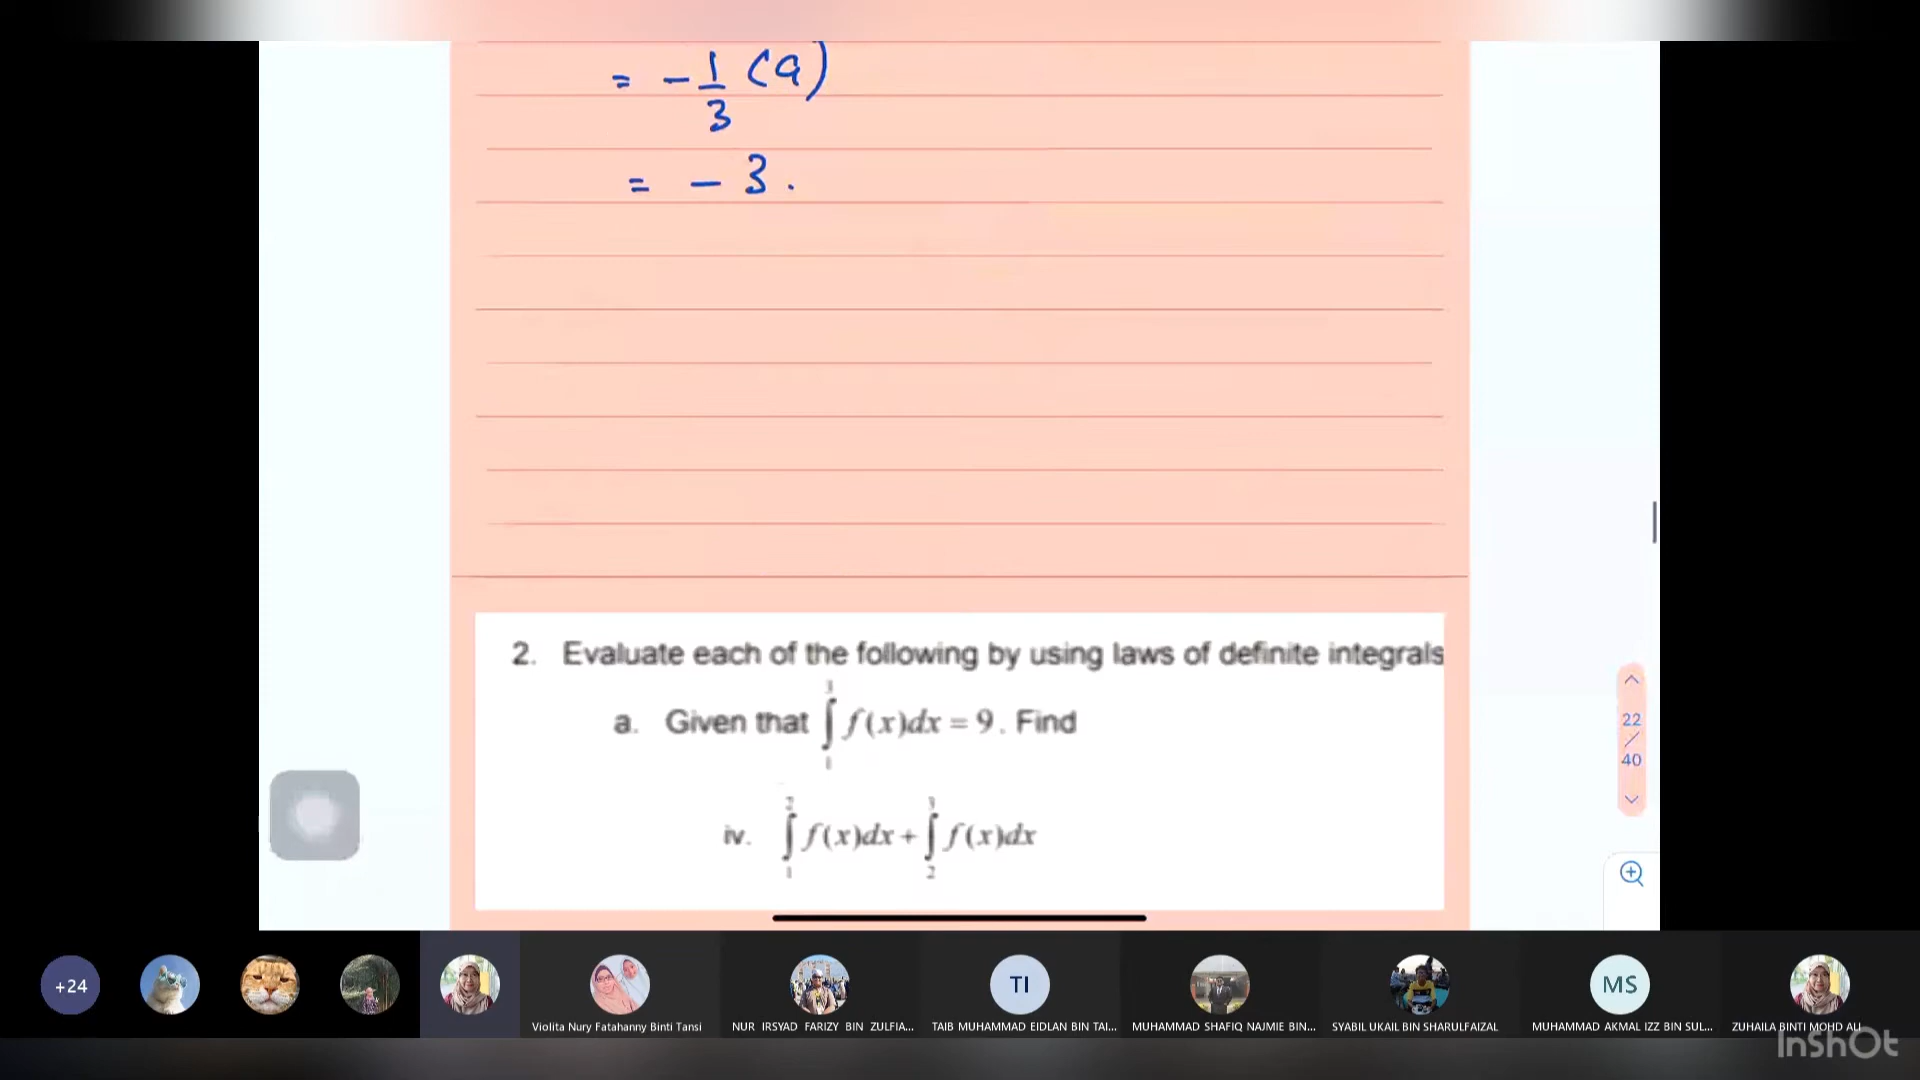 = - 1/3 (9)
= - 3 .
2. Evaluate each of the following by using laws of definite integrals
a. Given that ∫₁³ f(x)dx = 9 . Find
iv. ∫₁² f(x)dx + ∫₂³ f(x)dx
22
/
40
+24
TI
MS
Violita Nury Fatahanny Binti Tansi
NUR IRSYAD FARIZY BIN ZULFIA...
TAIB MUHAMMAD EIDLAN BIN TAI...
MUHAMMAD SHAFIQ NAJMIE BIN...
SYABIL UKAIL BIN SHARULFAIZAL
MUHAMMAD AKMAL IZZ BIN SUL...
ZUHAILA BINTI MOHD ALI
InShOt